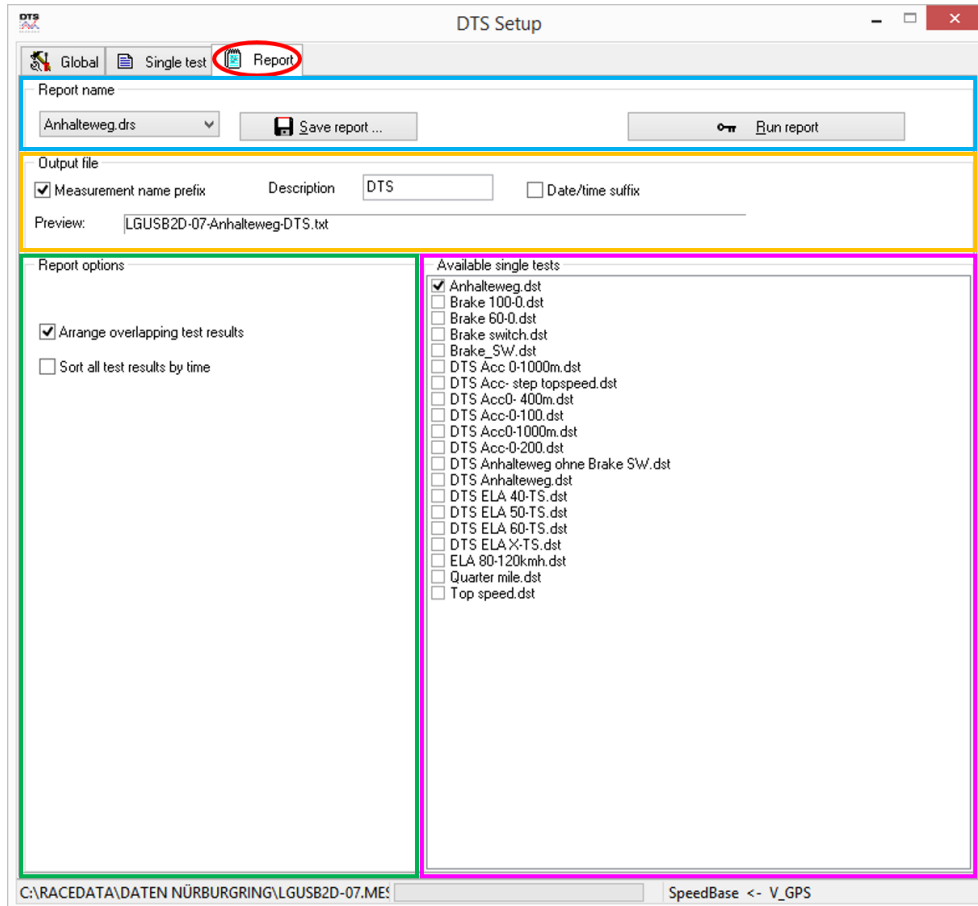 DTS
DTS Setup
Global
Single test
Report
Report name
Anhalteweg.drs
Save report ...
Run report
Output file
Measurement name prefix
Description
DTS
Date/time suffix
Preview:
LGUSB2D-07-Anhalteweg-DTS.txt
Report options
Arrange overlapping test results
Sort all test results by time
Available single tests
Anhalteweg.dst
Brake 100-0.dst
Brake 60-0.dst
Brake switch.dst
Brake_SW.dst
DTS Acc 0-1000m.dst
DTS Acc- step topspeed.dst
DTS Acc0- 400m.dst
DTS Acc-0-100.dst
DTS Acc0-1000m.dst
DTS Acc-0-200.dst
DTS Anhalteweg ohne Brake SW.dst
DTS Anhalteweg.dst
DTS ELA 40-TS.dst
DTS ELA 50-TS.dst
DTS ELA 60-TS.dst
DTS ELA X-TS.dst
ELA 80-120kmh.dst
Quarter mile.dst
Top speed.dst
C:\RACEDATA\DATEN NÜRBURGRING\LGUSB2D-07.MES
SpeedBase <- V_GPS